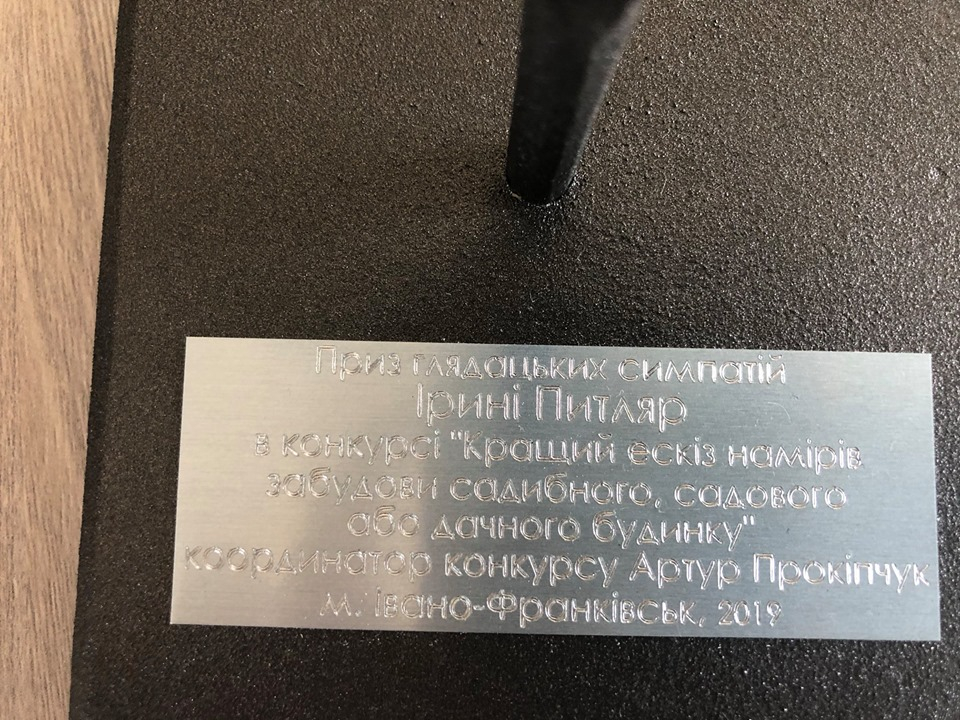 Приз глядацьких симпатій
Ірині Питляр
в конкурсі "Кращий ескіз намірів
забудови садибного, садового
або дачного будинку"
координатор конкурсу Артур Прокіпчук
м. Івано-Франківськ, 2019